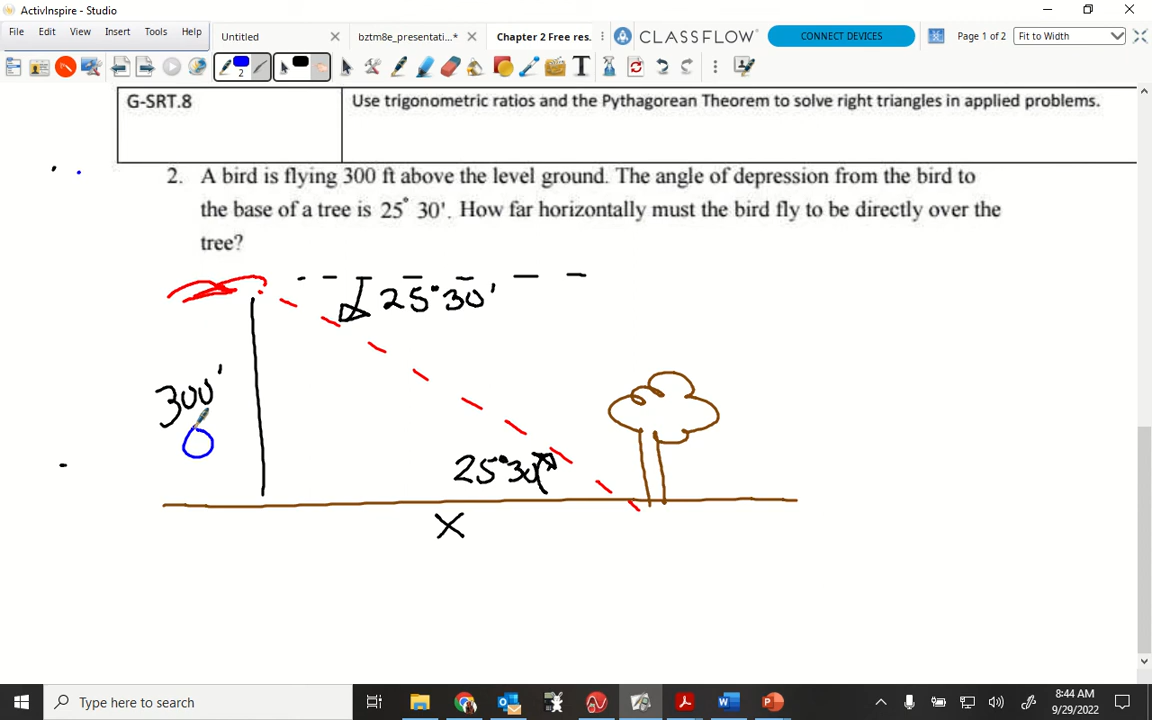 ActivInspire - Studio
File Edit View Insert Tools Help
Untitled
bztm8e_presentati...*
Chapter 2 Free res.
CLASSFLOW
CONNECT DEVICES
Page 1 of 2
Fit to Width
2
G-SRT.8
Use trigonometric ratios and the Pythagorean Theorem to solve right triangles in applied problems.
2. A bird is flying 300 ft above the level ground. The angle of depression from the bird to
the base of a tree is 25° 30'. How far horizontally must the bird fly to be directly over the
tree?
25°30'
300'
O
25°30'
X
Type here to search
8:44 AM
9/29/2022